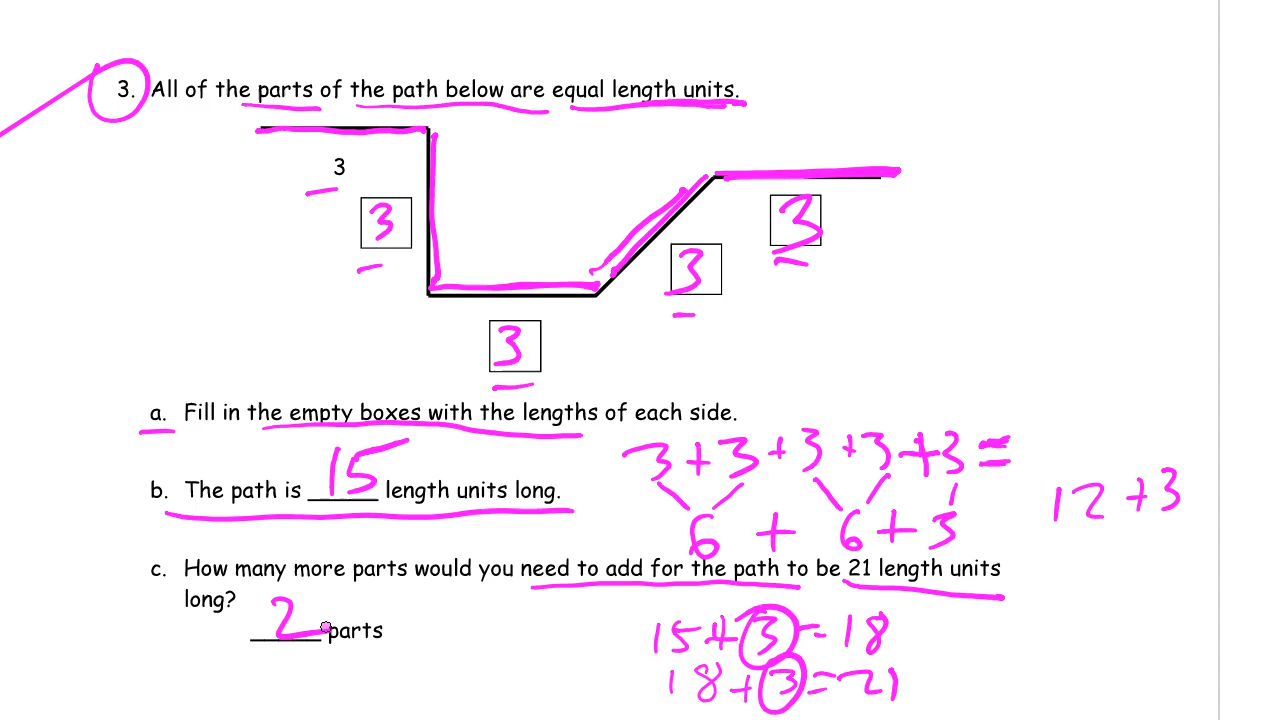 3. All of the parts of the path below are equal length units.
3
3
3
3
3
a. Fill in the empty boxes with the lengths of each side.
3+3+3+3+3=
b. The path is 15 length units long.
12+3
6 + 6+3
c. How many more parts would you need to add for the path to be 21 length units
long?
2 parts
15+3=18
18+3=21